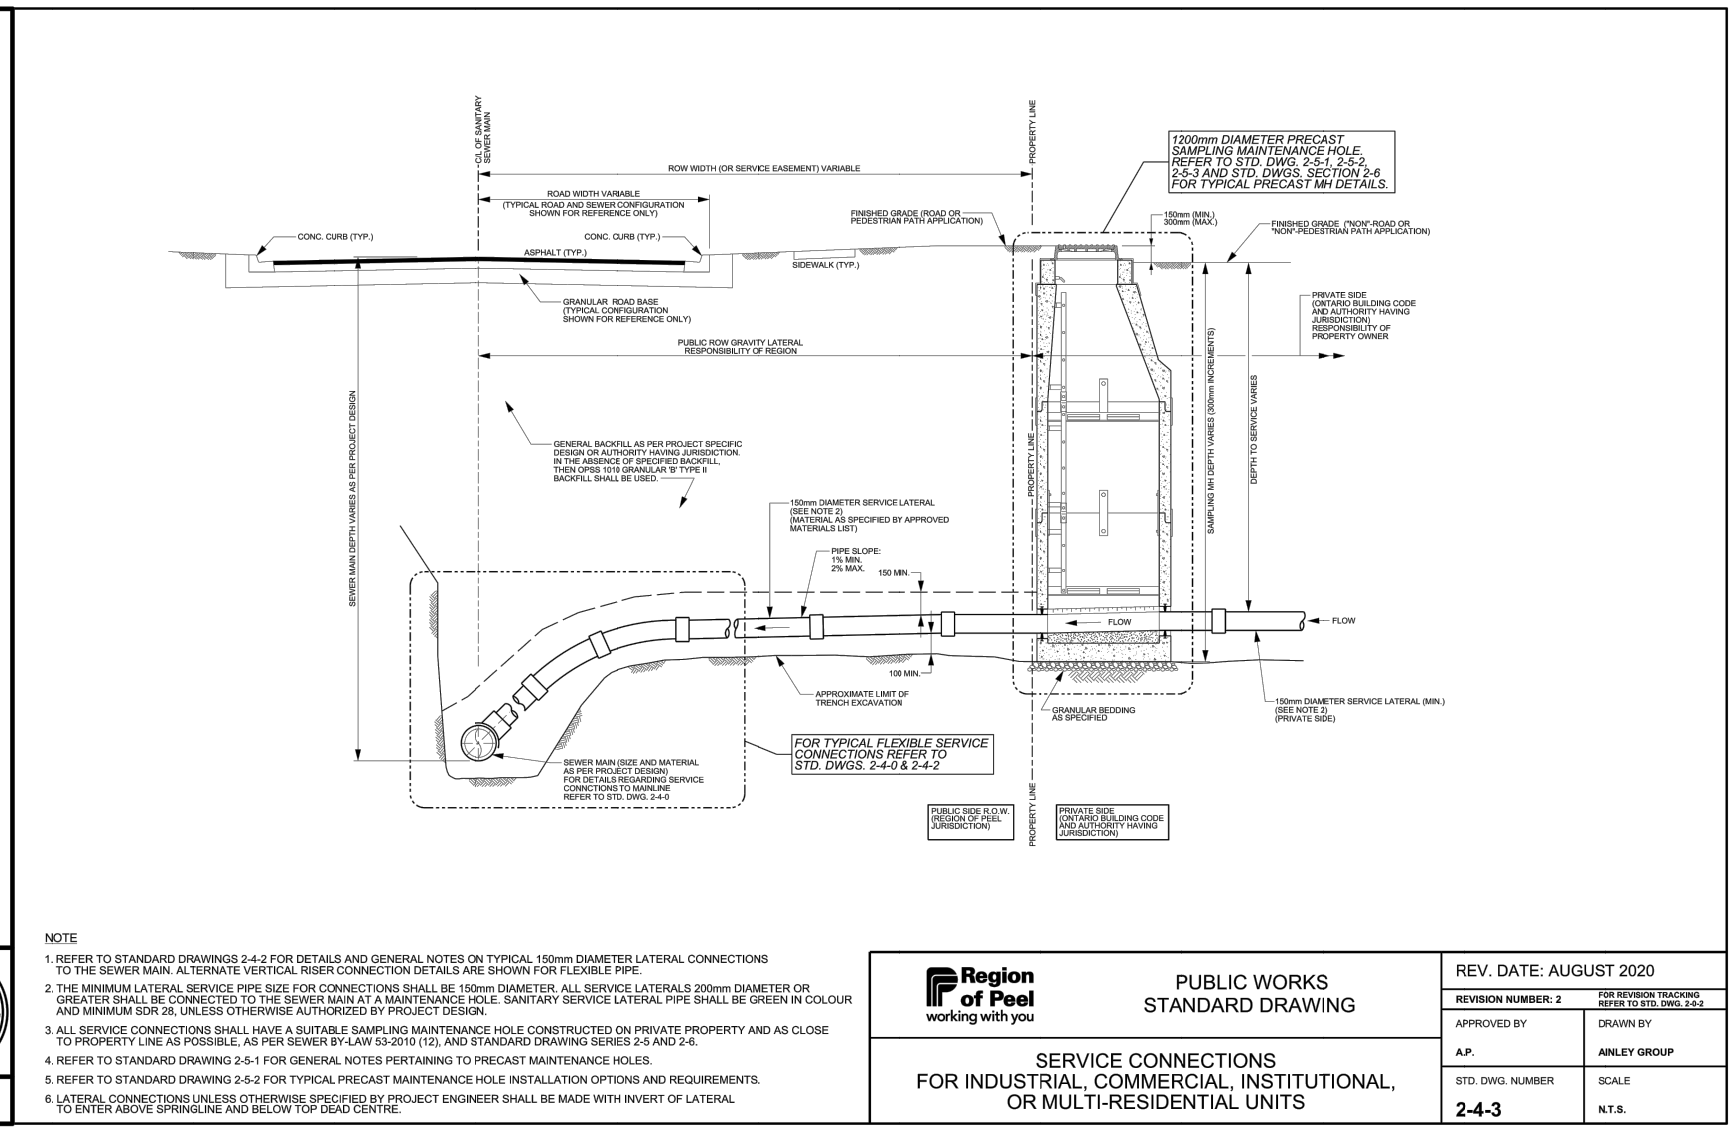 C/L OF SANITARY
SEWER MAIN
PROPERTY LINE
1200mm DIAMETER PRECAST
SAMPLING MAINTENANCE HOLE.
REFER TO STD. DWG. 2-5-1, 2-5-2,
2-5-3 AND STD. DWGS. SECTION 2-6
FOR TYPICAL PRECAST MH DETAILS.
ROW WIDTH (OR SERVICE EASEMENT) VARIABLE
ROAD WIDTH VARIABLE
(TYPICAL ROAD AND SEWER CONFIGURATION
SHOWN FOR REFERENCE ONLY)
FINISHED GRADE (ROAD OR
PEDESTRIAN PATH APPLICATION)
150mm (MIN.)
300mm (MAX.)
FINISHED GRADE ("NON"-ROAD OR
"NON"-PEDESTRIAN PATH APPLICATION)
CONC. CURB (TYP.)
CONC. CURB (TYP.)
ASPHALT (TYP.)
SIDEWALK (TYP.)
GRANULAR ROAD BASE
(TYPICAL CONFIGURATION
SHOWN FOR REFERENCE ONLY)
PRIVATE SIDE
(ONTARIO BUILDING CODE
AND AUTHORITY HAVING
JURISDICTION)
RESPONSIBILITY OF
PROPERTY OWNER
PUBLIC ROW GRAVITY LATERAL
RESPONSIBILITY OF REGION
SEWER MAIN DEPTH VARIES AS PER PROJECT DESIGN
SAMPLING MH DEPTH VARIES (300mm INCREMENTS)
DEPTH TO SERVICE VARIES
GENERAL BACKFILL AS PER PROJECT SPECIFIC
DESIGN OR AUTHORITY HAVING JURISDICTION.
IN THE ABSENCE OF SPECIFIED BACKFILL,
THEN OPSS 1010 GRANULAR 'B' TYPE II
BACKFILL SHALL BE USED.
PROPERTY LINE
150mm DIAMETER SERVICE LATERAL
(SEE NOTE 2)
(MATERIAL AS SPECIFIED BY APPROVED
MATERIALS LIST)
PIPE SLOPE:
1% MIN.
2% MAX.
150 MIN.
FLOW
FLOW
100 MIN.
APPROXIMATE LIMIT OF
TRENCH EXCAVATION
GRANULAR BEDDING
AS SPECIFIED
150mm DIAMETER SERVICE LATERAL (MIN.)
(SEE NOTE 2)
(PRIVATE SIDE)
FOR TYPICAL FLEXIBLE SERVICE
CONNECTIONS REFER TO
STD. DWGS. 2-4-0 & 2-4-2
SEWER MAIN (SIZE AND MATERIAL
AS PER PROJECT DESIGN)
FOR DETAILS REGARDING SERVICE
CONNCTIONS TO MAINLINE
REFER TO STD. DWG. 2-4-0
PUBLIC SIDE R.O.W.
(REGION OF PEEL
JURISDICTION)
PROPERTY LINE
PRIVATE SIDE
(ONTARIO BUILDING CODE
AND AUTHORITY HAVING
JURISDICTION)
NOTE
1. REFER TO STANDARD DRAWINGS 2-4-2 FOR DETAILS AND GENERAL NOTES ON TYPICAL 150mm DIAMETER LATERAL CONNECTIONS
TO THE SEWER MAIN. ALTERNATE VERTICAL RISER CONNECTION DETAILS ARE SHOWN FOR FLEXIBLE PIPE.
2. THE MINIMUM LATERAL SERVICE PIPE SIZE FOR CONNECTIONS SHALL BE 150mm DIAMETER. ALL SERVICE LATERALS 200mm DIAMETER OR
GREATER SHALL BE CONNECTED TO THE SEWER MAIN AT A MAINTENANCE HOLE. SANITARY SERVICE LATERAL PIPE SHALL BE GREEN IN COLOUR
AND MINIMUM SDR 28, UNLESS OTHERWISE AUTHORIZED BY PROJECT DESIGN.
3. ALL SERVICE CONNECTIONS SHALL HAVE A SUITABLE SAMPLING MAINTENANCE HOLE CONSTRUCTED ON PRIVATE PROPERTY AND AS CLOSE
TO PROPERTY LINE AS POSSIBLE, AS PER SEWER BY-LAW 53-2010 (12), AND STANDARD DRAWING SERIES 2-5 AND 2-6.
4. REFER TO STANDARD DRAWING 2-5-1 FOR GENERAL NOTES PERTAINING TO PRECAST MAINTENANCE HOLES.
5. REFER TO STANDARD DRAWING 2-5-2 FOR TYPICAL PRECAST MAINTENANCE HOLE INSTALLATION OPTIONS AND REQUIREMENTS.
6. LATERAL CONNECTIONS UNLESS OTHERWISE SPECIFIED BY PROJECT ENGINEER SHALL BE MADE WITH INVERT OF LATERAL
TO ENTER ABOVE SPRINGLINE AND BELOW TOP DEAD CENTRE.
Region
of Peel
working with you
PUBLIC WORKS
STANDARD DRAWING
SERVICE CONNECTIONS
FOR INDUSTRIAL, COMMERCIAL, INSTITUTIONAL,
OR MULTI-RESIDENTIAL UNITS
REV. DATE: AUGUST 2020
REVISION NUMBER: 2
FOR REVISION TRACKING
REFER TO STD. DWG. 2-0-2
APPROVED BY
A.P.
DRAWN BY
AINLEY GROUP
STD. DWG. NUMBER
2-4-3
SCALE
N.T.S.